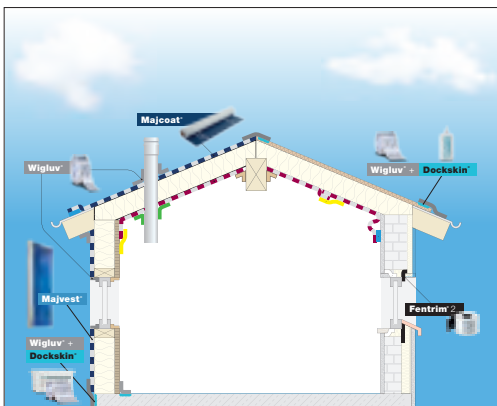 Majcoat°
Wigluv°
Wigluv° + Dockskin°
Majvest°
Fentrim° 2
Wigluv° +
Dockskin°